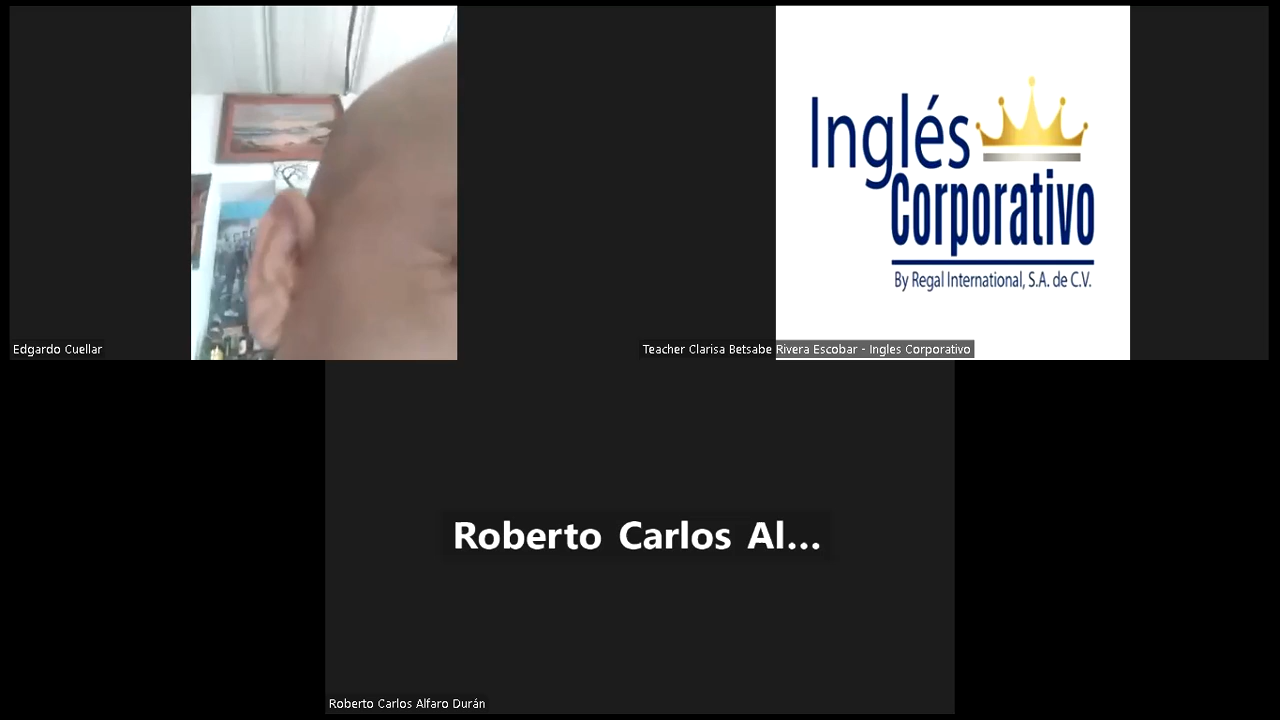 Inglés
Corporativo
By Regal International, S.A. de C.V.
Edgardo Cuellar
Teacher Clarisa Betsabe Rivera Escobar - Ingles Corporativo
Roberto Carlos Al...
Roberto Carlos Alfaro Durán